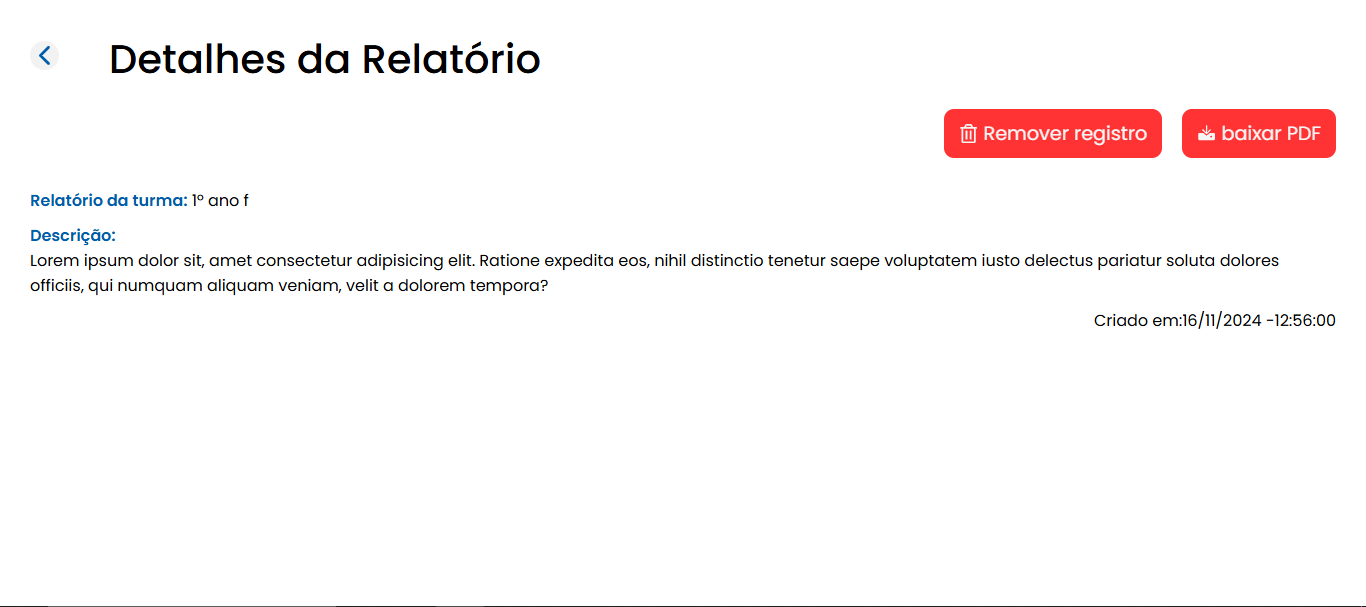 Detalhes da Relatório
Remover registro
baixar PDF
Relatório da turma: 1º ano f
Descrição:
Lorem ipsum dolor sit, amet consectetur adipisicing elit. Ratione expedita eos, nihil distinctio tenetur saepe voluptatem iusto delectus pariatur soluta dolores
officiis, qui numquam aliquam veniam, velit a dolorem tempora?
Criado em:16/11/2024 -12:56:00